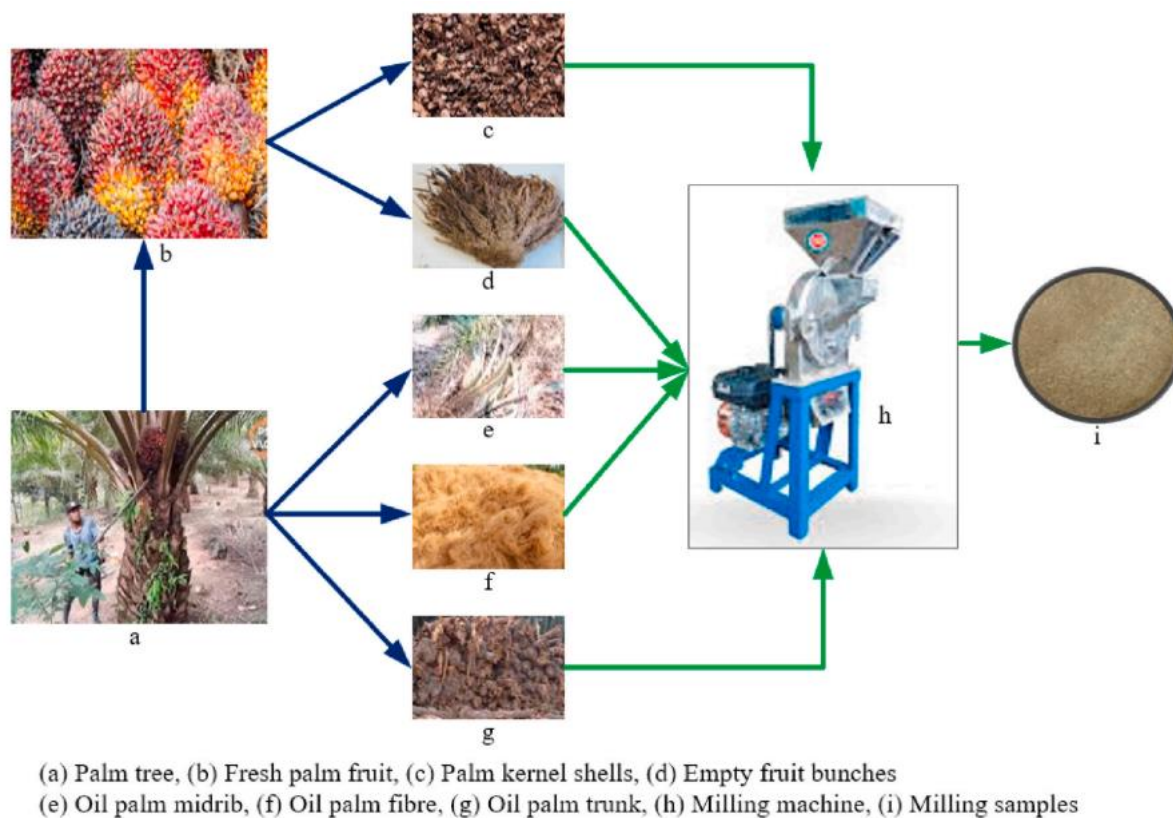 b
c
d
e
f
a
g
h
i
(a) Palm tree, (b) Fresh palm fruit, (c) Palm kernel shells, (d) Empty fruit bunches
(e) Oil palm midrib, (f) Oil palm fibre, (g) Oil palm trunk, (h) Milling machine, (i) Milling samples